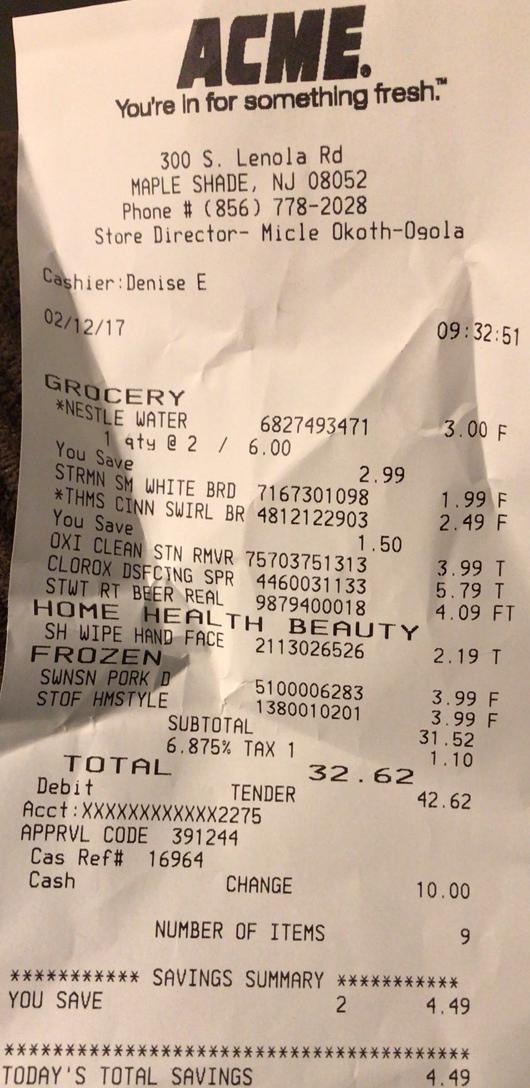 ACME.
You're in for something fresh.™
300 S. Lenola Rd
MAPLE SHADE, NJ 08052
Phone # (856) 778-2028
Store Director- Micle Okoth-Ogola
Cashier:Denise E
02/12/17 09:32:51
GROCERY
*NESTLE WATER 6827493471 3.00 F
1 qty @ 2 / 6.00
You Save 2.99
STRMN SM WHITE BRD 7167301098 1.99 F
*THMS CINN SWIRL BR 4812122903 2.49 F
You Save 1.50
OXI CLEAN STN RMVR 75703751313 3.99 T
CLOROX DSFCTNG SPR 4460031133 5.79 T
STWT RT BEER REAL 9879400018 4.09 FT
HOME HEALTH BEAUTY
SH WIPE HAND FACE 2113026526 2.19 T
FROZEN
SWNSN PORK D 5100006283 3.99 F
STOF HMSTYLE 1380010201 3.99 F
SUBTOTAL 31.52
6.875% TAX 1 1.10
TOTAL 32.62
Debit TENDER 42.62
Acct:XXXXXXXXXXXX2275
APPRVL CODE 391244
Cas Ref# 16964
Cash CHANGE 10.00
NUMBER OF ITEMS 9
*********** SAVINGS SUMMARY ***********
YOU SAVE 2 4.49
******************************************
TODAY'S TOTAL SAVINGS 4.49